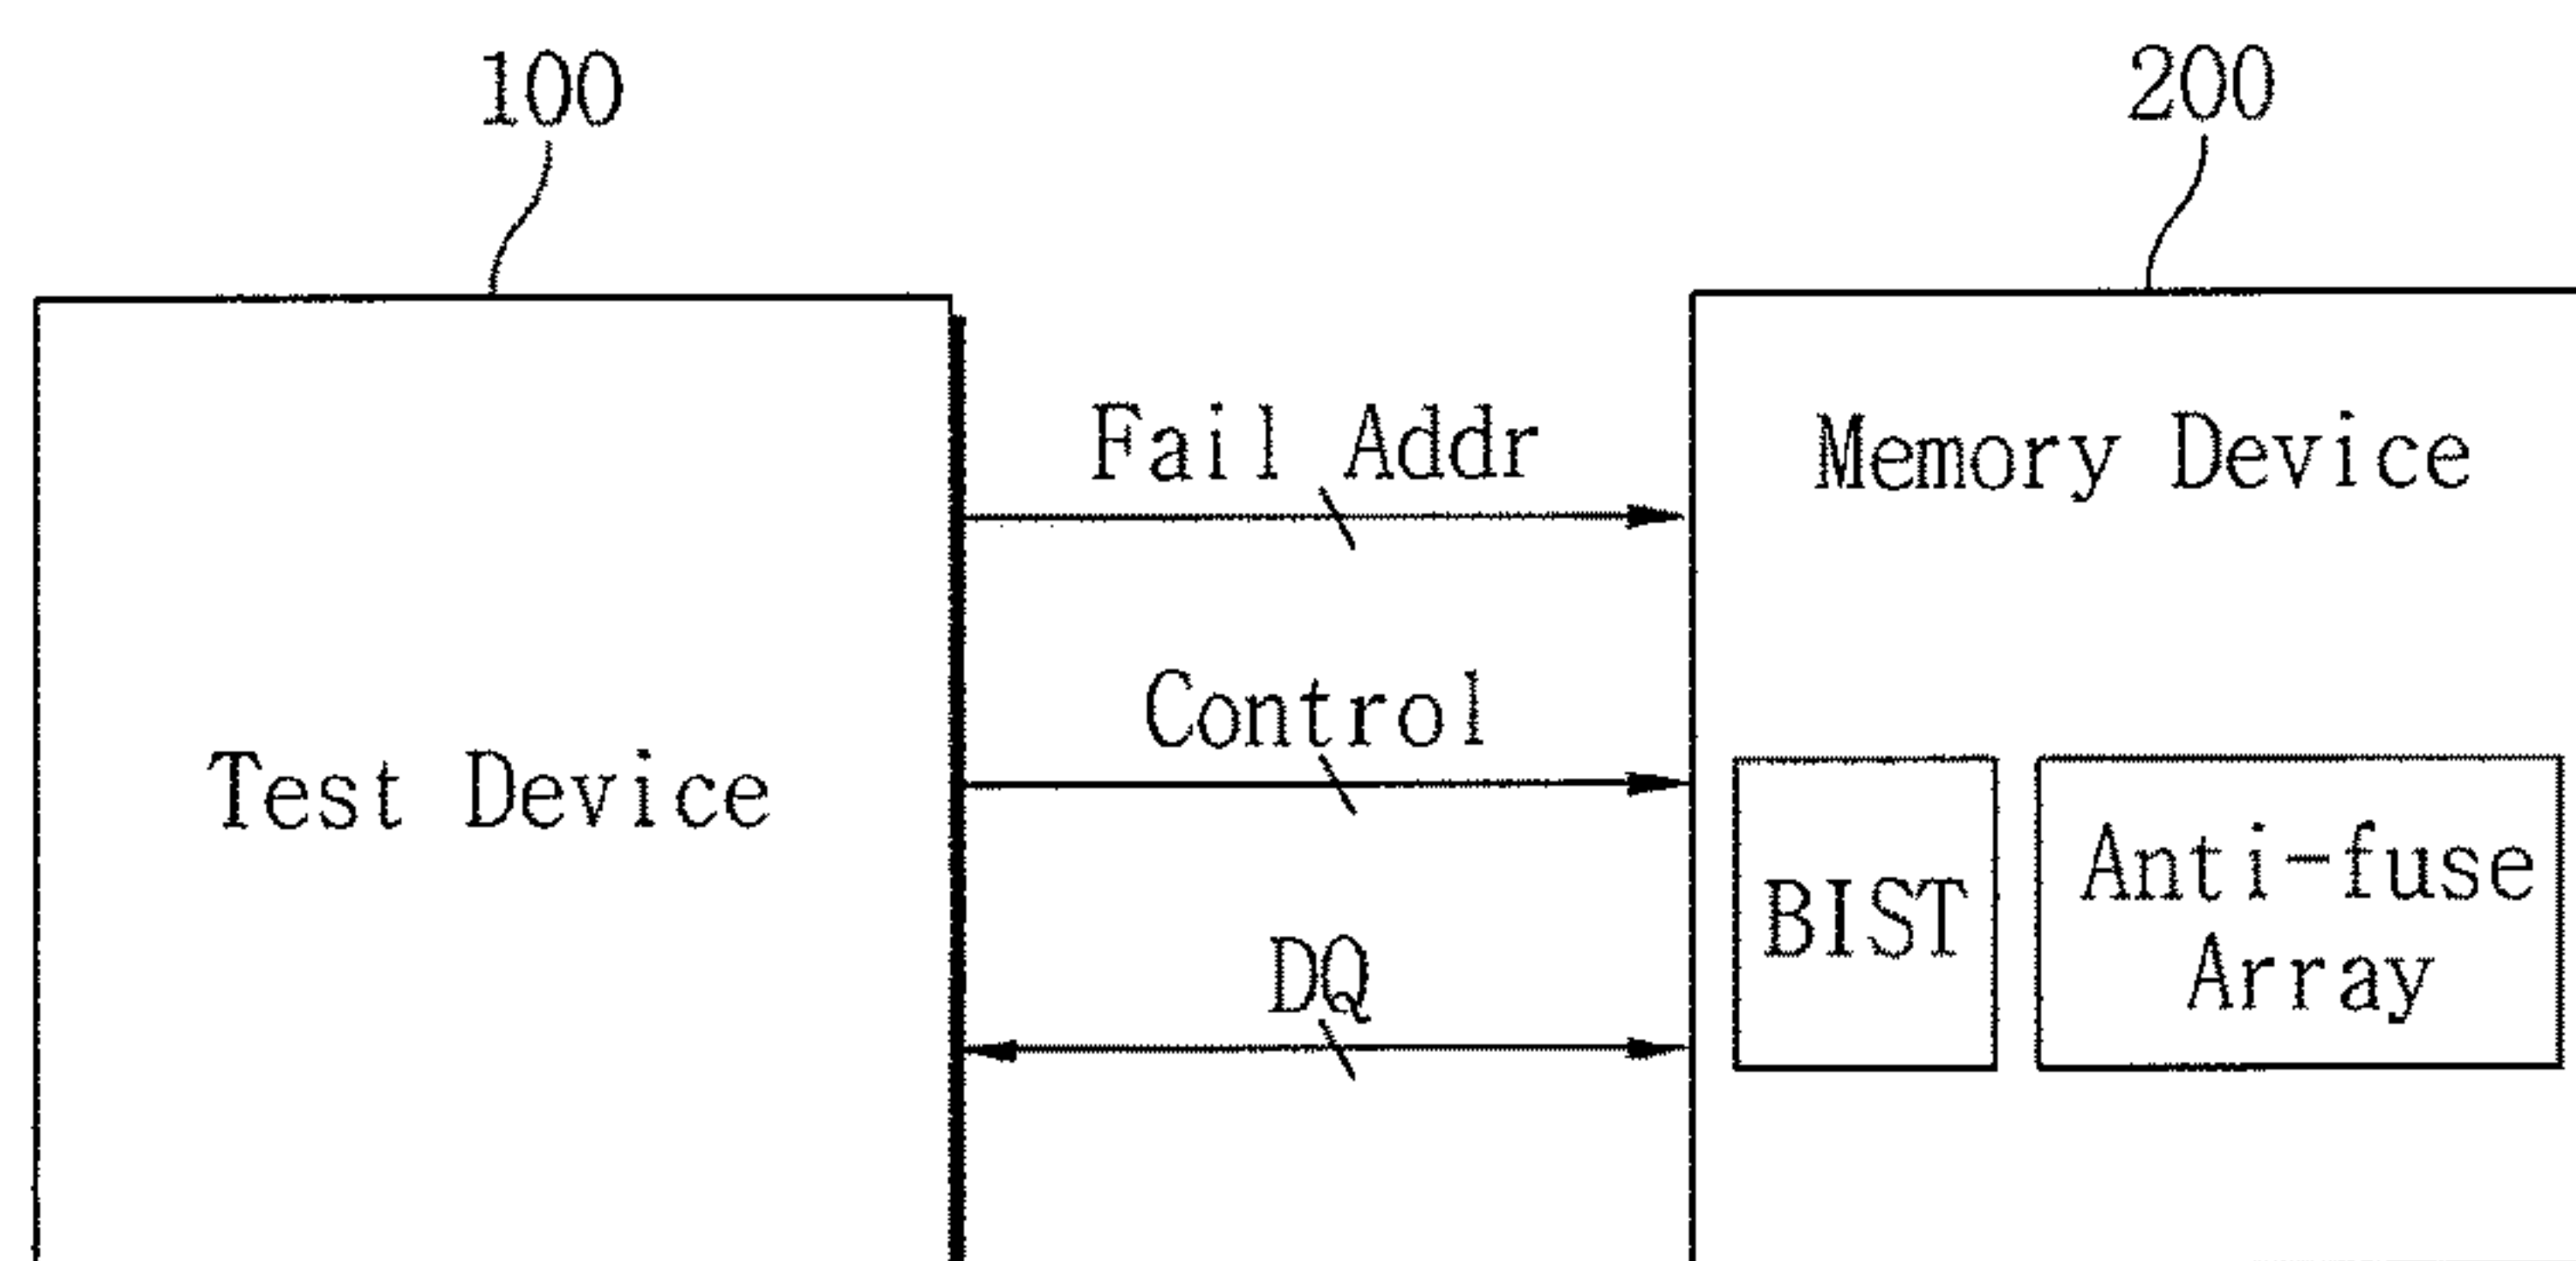 100
200
Fail Addr
Memory Device
Control
Test Device
BIST
Anti-fuse
Array
DQ